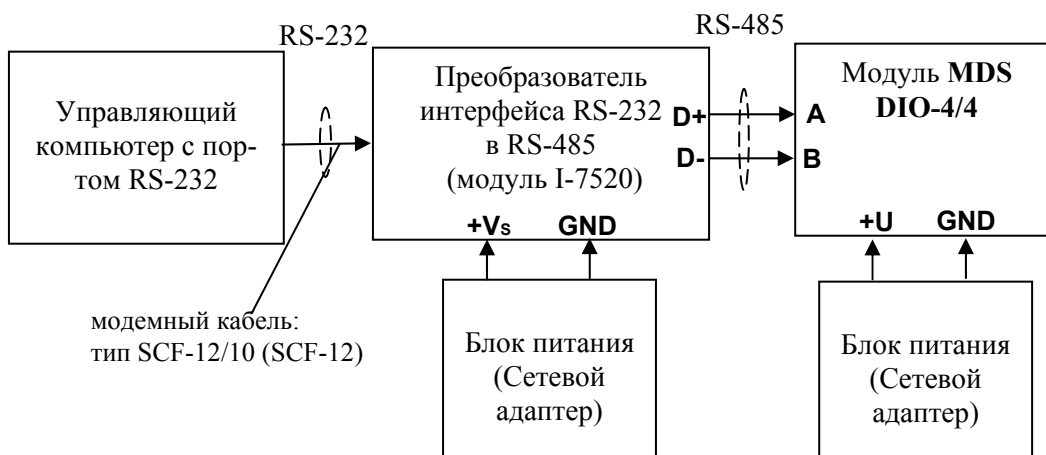 RS-232
RS-485
Управляющий
компьютер с пор-
том RS-232
Преобразователь
интерфейса RS-232
в RS-485
(модуль I-7520)
D+
D-
+Vs
GND
A
B
Модуль MDS
DIO-4/4
+U
GND
модемный кабель:
тип SCF-12/10 (SCF-12)
Блок питания
(Сетевой
адаптер)
Блок питания
(Сетевой
адаптер)